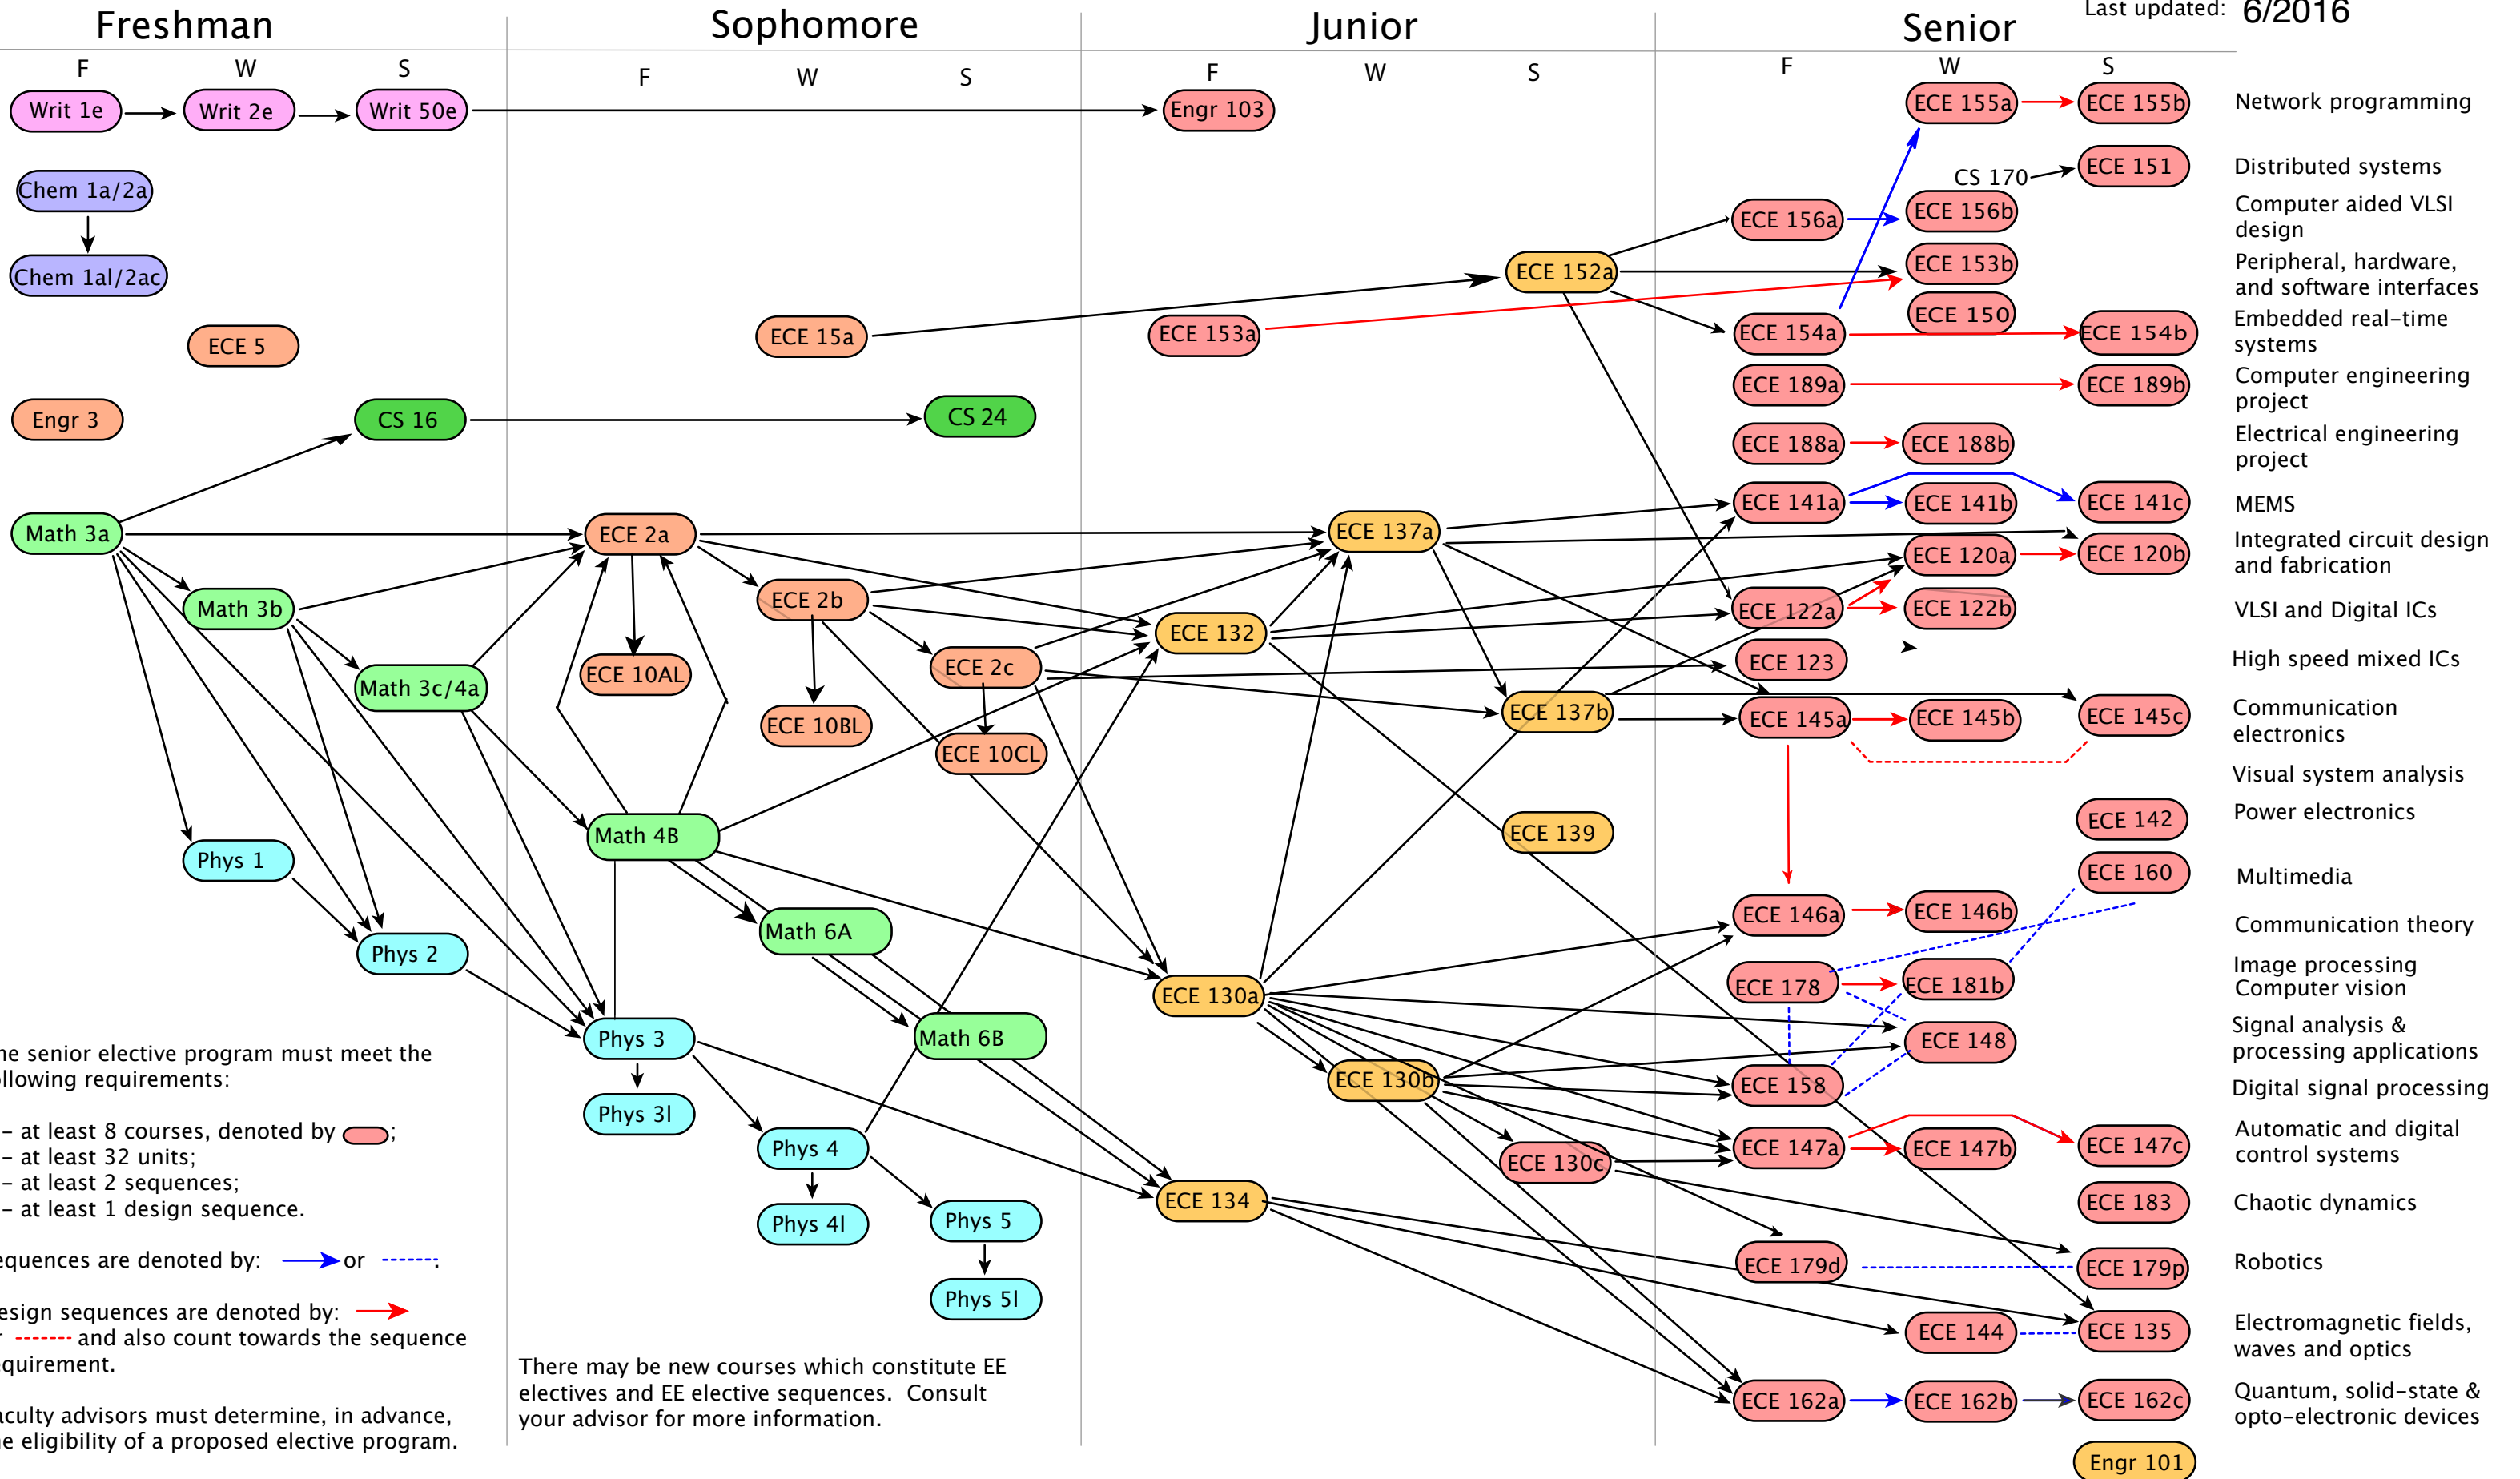 Last updated: 6/2016
Freshman
Sophomore
Junior
Senior
F W S
F W S
F W S
F W S
Writ 1e
Writ 2e
Writ 50e
Engr 103
ECE 155a
ECE 155b
Network programming
Chem 1a/2a
CS 170
ECE 151
Distributed systems
ECE 156a
ECE 156b
Computer aided VLSI
design
Chem 1al/2ac
ECE 152a
ECE 153b
Peripheral, hardware,
and software interfaces
ECE 5
ECE 15a
ECE 153a
ECE 154a
ECE 150
ECE 154b
Embedded real-time
systems
ECE 189a
ECE 189b
Computer engineering
project
Engr 3
CS 16
CS 24
ECE 188a
ECE 188b
Electrical engineering
project
ECE 141a
ECE 141b
ECE 141c
MEMS
Math 3a
ECE 2a
ECE 137a
ECE 120a
ECE 120b
Integrated circuit design
and fabrication
Math 3b
ECE 2b
ECE 132
ECE 122a
ECE 122b
VLSI and Digital ICs
Math 3c/4a
ECE 10AL
ECE 2c
ECE 123
High speed mixed ICs
ECE 10BL
ECE 10CL
ECE 137b
ECE 145a
ECE 145b
ECE 145c
Communication
electronics
Visual system analysis
Math 4B
ECE 139
ECE 142
Power electronics
Phys 1
ECE 160
Multimedia
Math 6A
ECE 146a
ECE 146b
Communication theory
Phys 2
ECE 130a
ECE 178
ECE 181b
Image processing
Computer vision
Phys 3
Math 6B
ECE 148
Signal analysis &
processing applications
Phys 3l
ECE 130b
ECE 158
Digital signal processing
Phys 4
ECE 130c
ECE 147a
ECE 147b
ECE 147c
Automatic and digital
control systems
Phys 4l
Phys 5
ECE 134
ECE 183
Chaotic dynamics
Phys 5l
ECE 179d
ECE 179p
Robotics
ECE 144
ECE 135
Electromagnetic fields,
waves and optics
ECE 162a
ECE 162b
ECE 162c
Quantum, solid-state &
opto-electronic devices
Engr 101
he senior elective program must meet the
ollowing requirements:
- at least 8 courses, denoted by ;
- at least 32 units;
- at least 2 sequences;
- at least 1 design sequence.
equences are denoted by: or .
esign sequences are denoted by:
r and also count towards the sequence
equirement.
aculty advisors must determine, in advance,
he eligibility of a proposed elective program.
There may be new courses which constitute EE
electives and EE elective sequences. Consult
your advisor for more information.